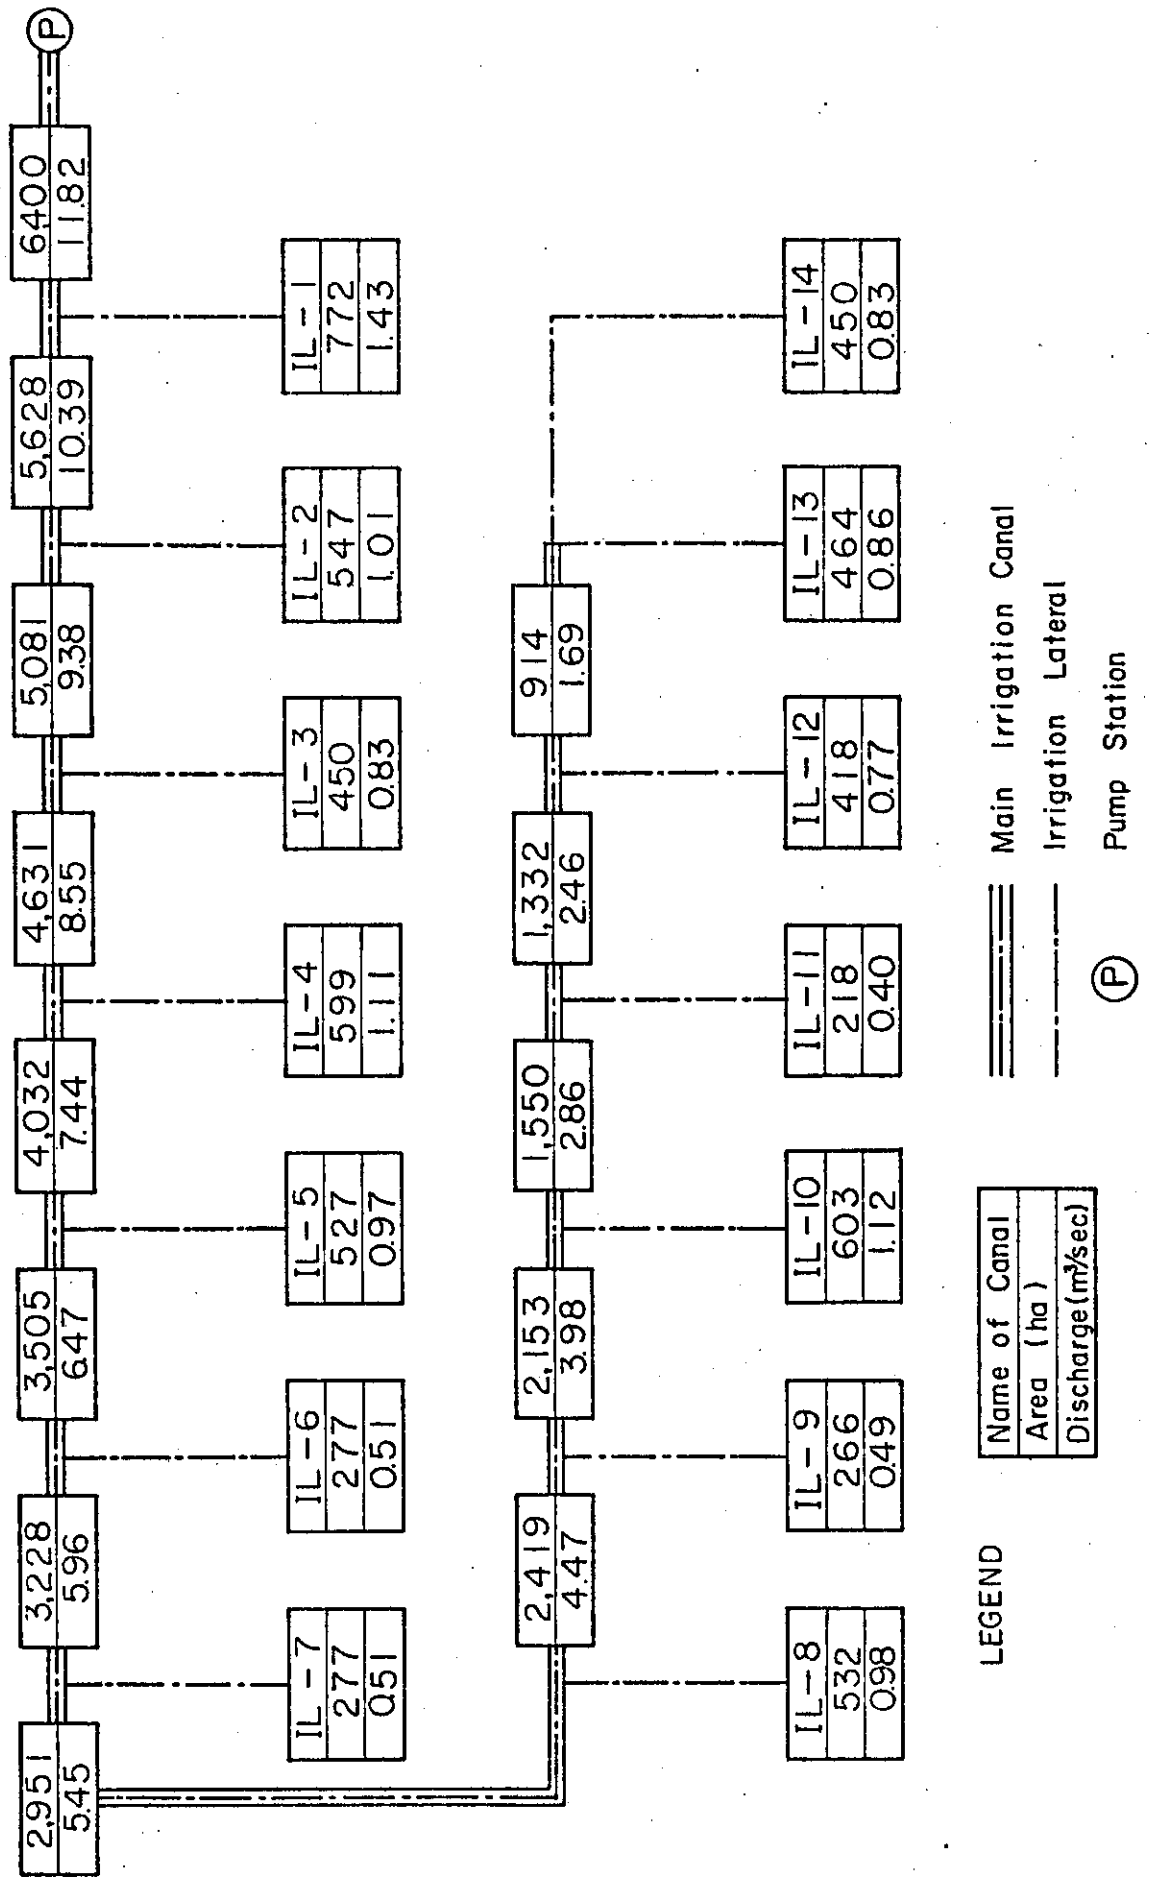 2,951
5.45
3,228
5.96
3,505
6.47
4,032
7.44
4,631
8.55
5,081
9.38
5,628
10.39
6400
11.82
P
IL-7
277
0.51
IL-6
277
0.51
IL-5
527
0.97
IL-4
599
1.11
IL-3
450
0.83
IL-2
547
1.01
IL-1
772
1.43
2,419
4.47
2,153
3.98
1,550
2.86
1,332
2.46
914
1.69
IL-8
532
0.98
IL-9
266
0.49
IL-10
603
1.12
IL-11
218
0.40
IL-12
418
0.77
IL-13
464
0.86
IL-14
450
0.83
LEGEND
Name of Canal
Area (ha)
Discharge(m³/sec)
Main Irrigation Canal
Irrigation Lateral
P Pump Station